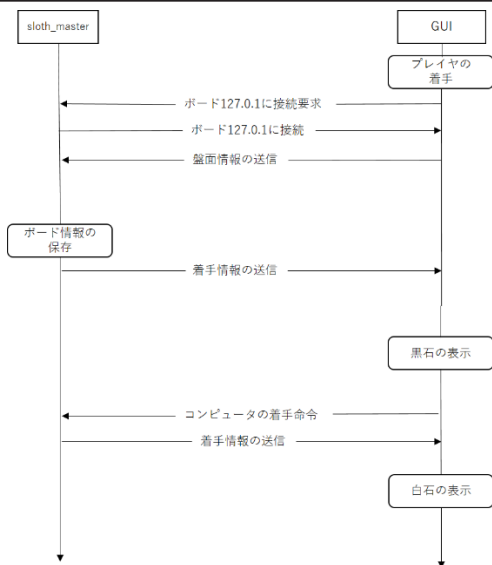 sloth_master
GUI
プレイヤの
着手
ボード127.0.1に接続要求
ボード127.0.1に接続
盤面情報の送信
ボード情報の
保存
着手情報の送信
黒石の表示
コンピュータの着手命令
着手情報の送信
白石の表示